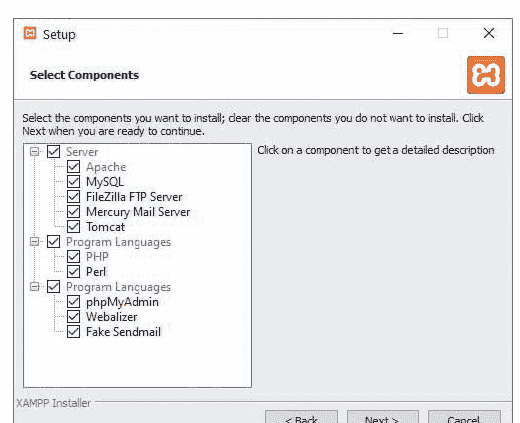 Setup
Select Components
Select the components you want to install; clear the components you do not want to install. Click
Next when you are ready to continue.
Server
Apache
MySQL
FileZilla FTP Server
Mercury Mail Server
Tomcat
Program Languages
PHP
Perl
Program Languages
phpMyAdmin
Webalizer
Fake Sendmail
Click on a component to get a detailed description
XAMPP Installer
< Back
Next >
Cancel